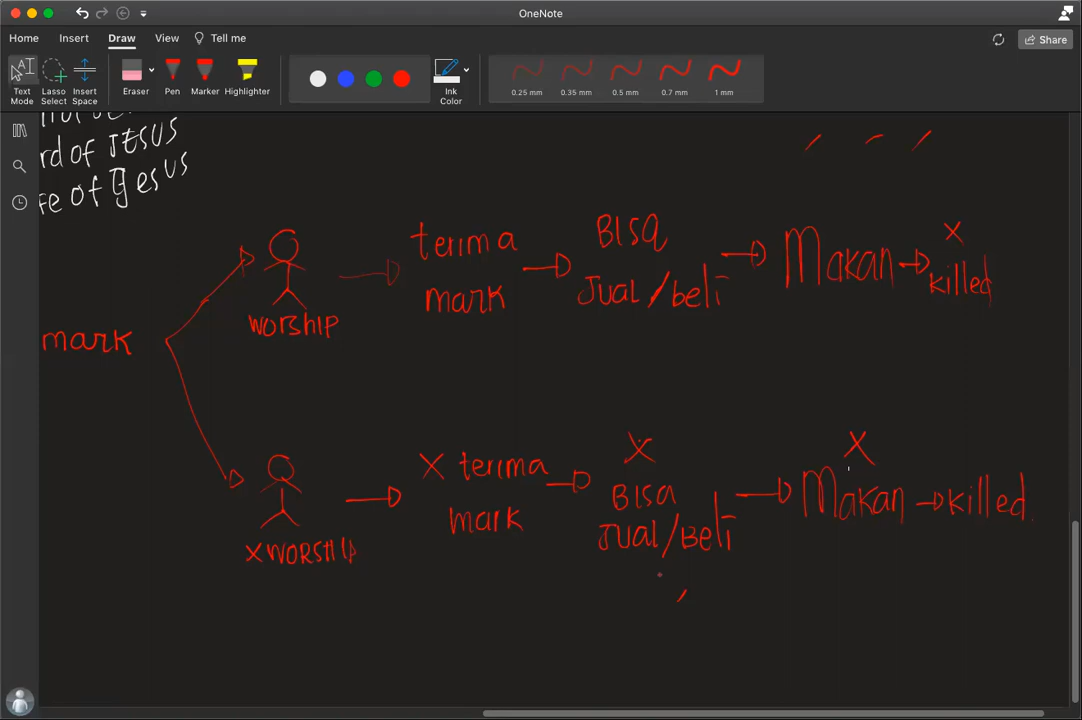 OneNote
Home Insert Draw View Tell me
Share
Text Mode
Lasso Select
Insert Space
Eraser
Pen
Marker
Highlighter
Ink Color
0.25 mm 0.35 mm 0.5 mm 0.7 mm 1 mm
rd of JESUS
fe of Jesus
mark
WORSHIP
terima
mark
BISA
JUAL/beli
Makan
X
killed
X WORSHIP
X terima
mark
X
BISA
JUAL/Beli
X
Makan
killed.